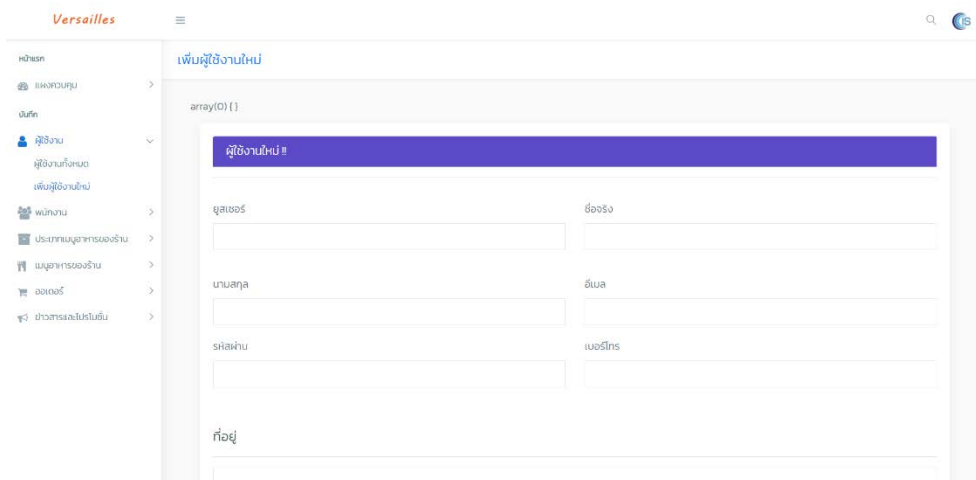 Versailles
CIS
หน้าแรก
เพิ่มผู้ใช้งานใหม่
แผงควบคุม
บันทึก
array(0) { }
ผู้ใช้งาน
ผู้ใช้งานทั้งหมด
เพิ่มผู้ใช้งานใหม่
พนักงาน
ประเภทเมนูอาหารของร้าน
เมนูอาหารของร้าน
ออเดอร์
ข่าวสารและโปรโมชั่น
ผู้ใช้งานใหม่ !!
ยูสเซอร์
ชื่อจริง
นามสกุล
อีเมล
รหัสผ่าน
เบอร์โทร
ที่อยู่